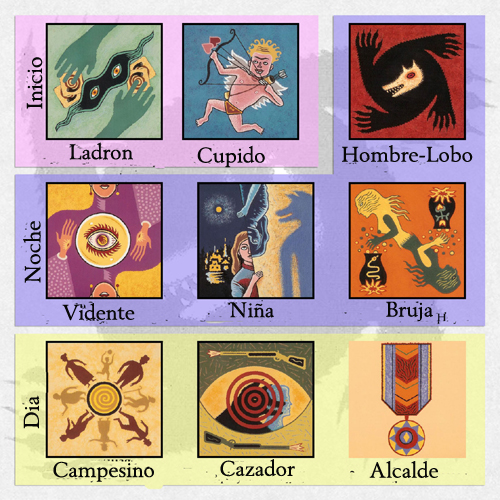 Inicio
Ladron
Cupido
Hombre-Lobo
Noche
Vidente
Niña
Bruja H
Dia
Campesino
Cazador
Alcalde